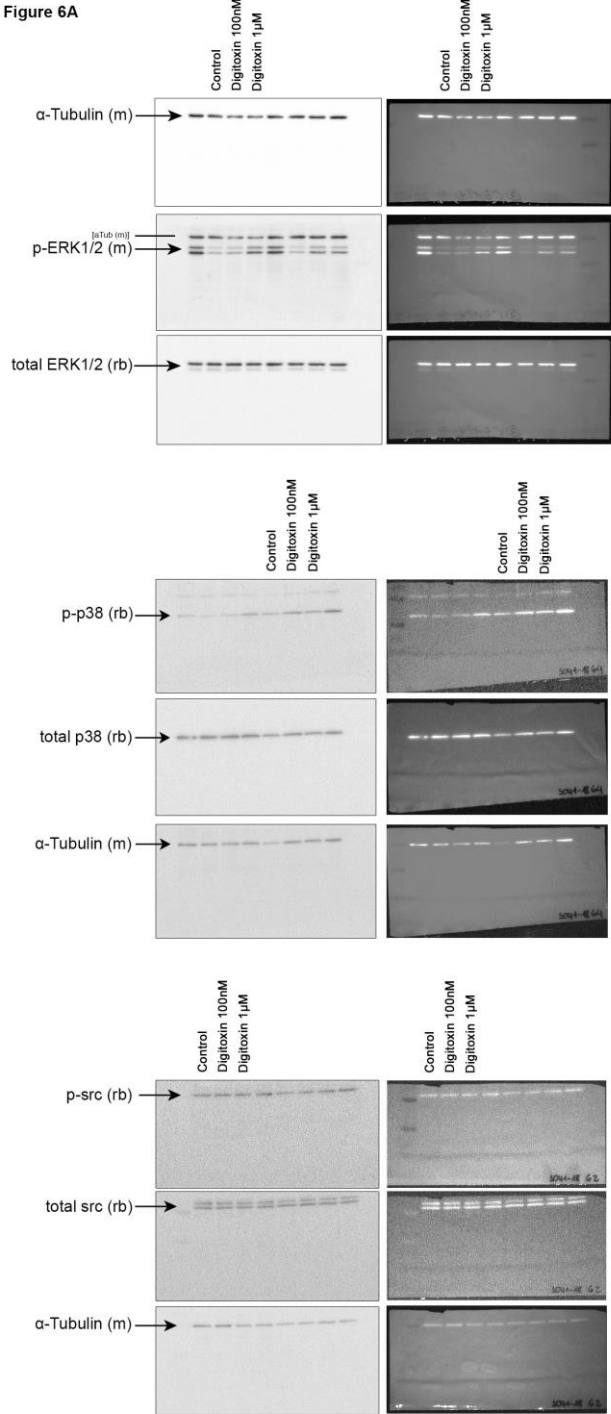 Figure 6A
Control
Digitoxin 100nM
Digitoxin 1µM
Control
Digitoxin 100nM
Digitoxin 1µM
α-Tubulin (m)
[aTub (m)]
p-ERK1/2 (m)
total ERK1/2 (rb)
Control
Digitoxin 100nM
Digitoxin 1µM
Control
Digitoxin 100nM
Digitoxin 1µM
p-p38 (rb)
total p38 (rb)
α-Tubulin (m)
Control
Digitoxin 100nM
Digitoxin 1µM
Control
Digitoxin 100nM
Digitoxin 1µM
p-src (rb)
total src (rb)
α-Tubulin (m)